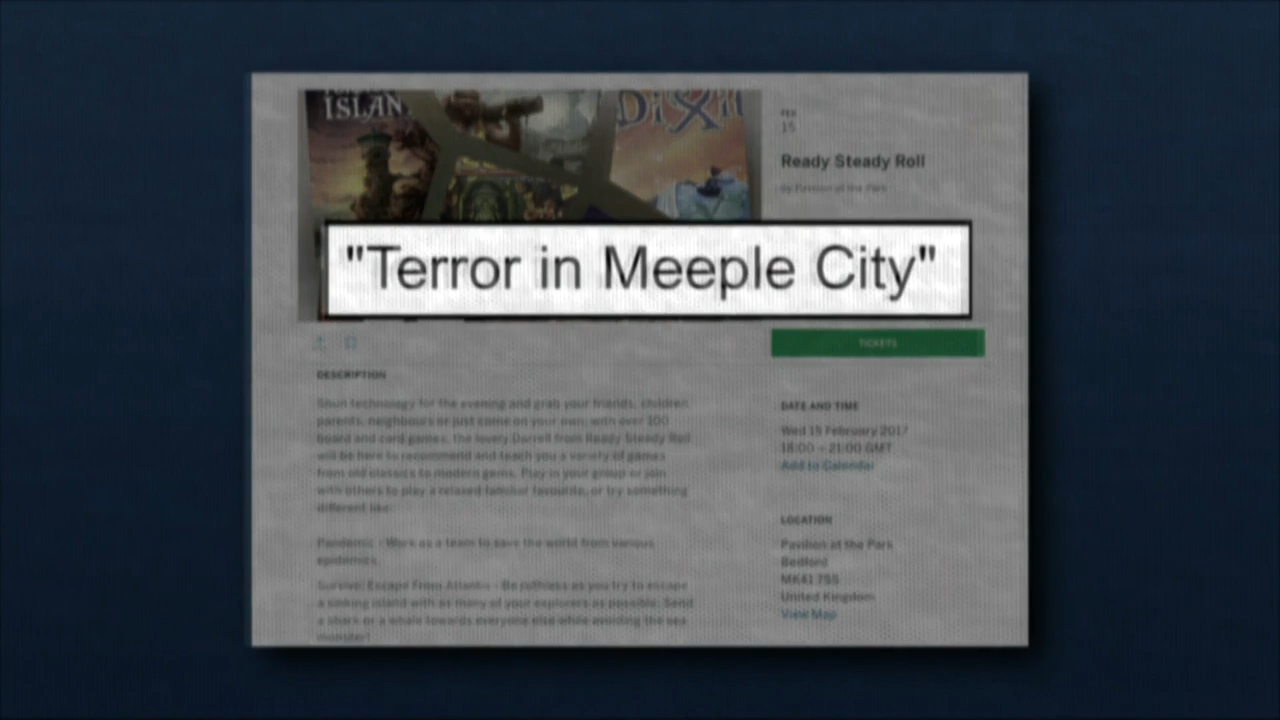 ISLAN
DiXit
FEB
15
Ready Steady Roll
by Pavilion at the Park
"Terror in Meeple City"
TICKETS
DESCRIPTION
Shun technology for the evening and grab your friends, children,
parents, neighbours or just come on your own; with over 100
board and card games, the lovely Darrell from Ready Steady Roll
will be here to recommend and teach you a variety of games
from old classics to modern gems. Play in your group or join
with others to play a relaxed familiar favourite, or try something
different like:
Pandemic - Work as a team to save the world from various
epidemics.
Survive: Escape From Atlantis - Be ruthless as you try to escape
a sinking island with as many of your explorers as possible. Send
a shark or a whale towards everyone else while avoiding the sea
monster!
DATE AND TIME
Wed 15 February 2017
18:00 – 21:00 GMT
Add to Calendar
LOCATION
Pavilion at the Park
Bedford
MK41 7SS
United Kingdom
View Map